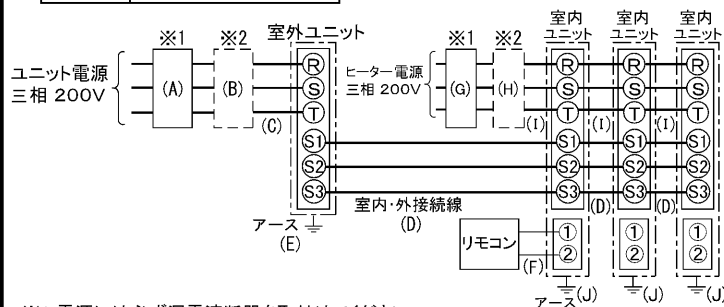 室内 室内 室内
※1 ※2 室外ユニット ※1 ※2 ユニット ユニット ユニット
ユニット電源
三相 200V
(A) (B) (C)
R
S
T
S1
S2
S3
ヒーター電源
三相 200V
(G) (H) (I) (I) (I)
R R R
S S S
T T T
S1 S1 S1
S2 S2 S2
S3 S3 S3
室内・外接続線
(D) (D) (D)
アース
(E)
リモコン
(F)
① ① ①
② ② ②
アース (J) (J) (J)